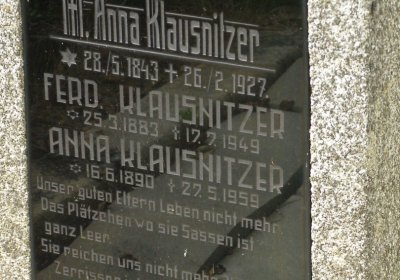 M. Anna Klausnitzer
* 28./5.1843 + 26./2.1927
FERD. KLAUSNITZER
* 25.3.1883 + 17.7.1949
ANNA KLAUSNITZER
* 16.6.1890 + 27.5.1959
Unser guten Eltern Leben nicht mehr.
Das Plätzchen wo sie Sassen ist
ganz Leer.
Sie reichen uns nicht mehr
Zerrissen